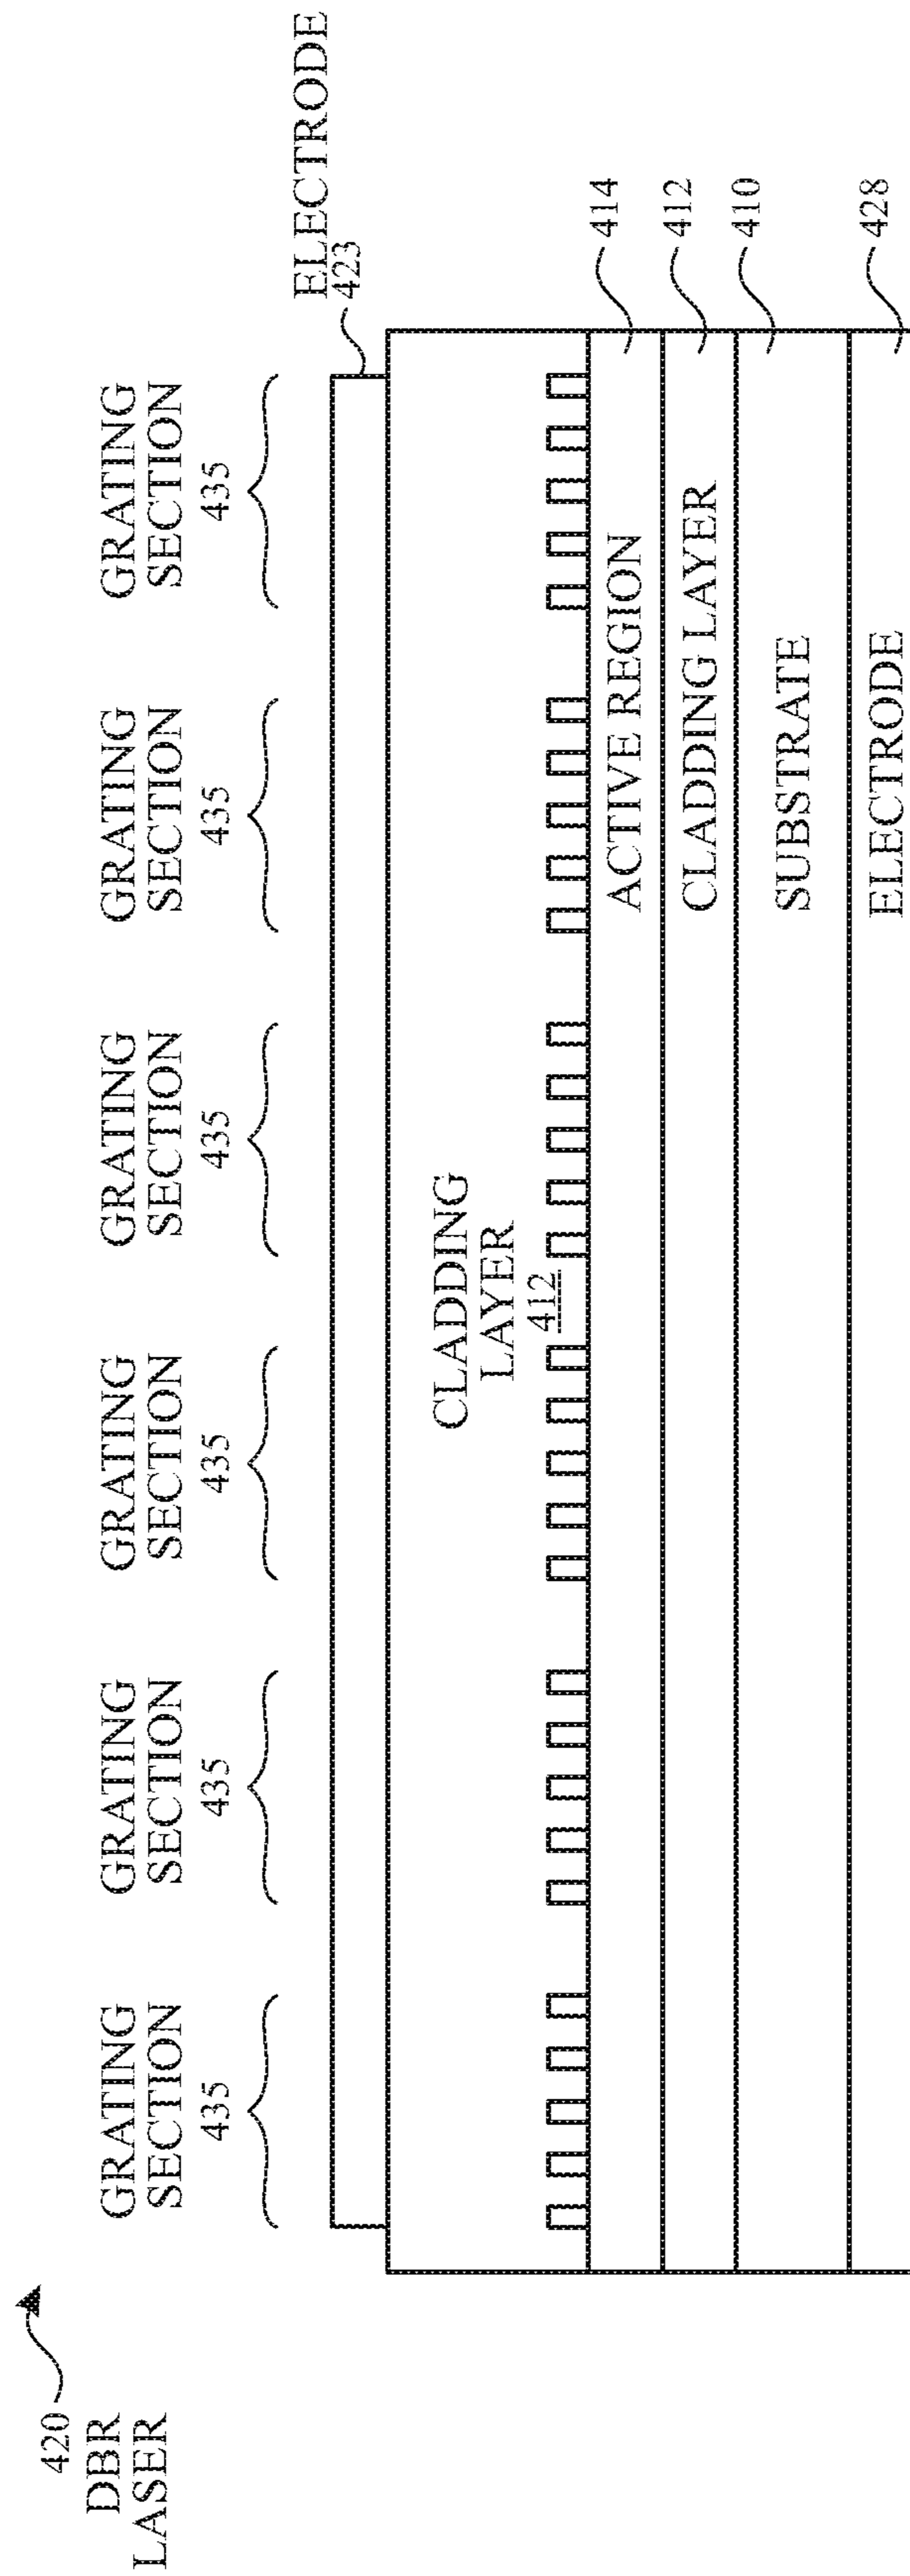 420
DBR
LASER
GRATING
SECTION
435
GRATING
SECTION
435
GRATING
SECTION
435
GRATING
SECTION
435
GRATING
SECTION
435
GRATING
SECTION
435
ELECTRODE
423
CLADDING
LAYER
412
ACTIVE REGION
414
CLADDING LAYER
412
SUBSTRATE
410
ELECTRODE
428